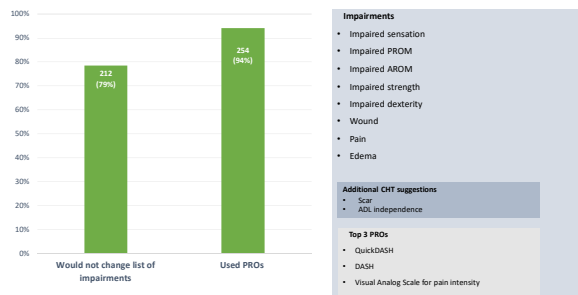 100%
90%
80%
70%
60%
50%
40%
30%
20%
10%
0%
212
(79%)
254
(94%)
Would not change list of
impairments
Used PROs
Impairments
• Impaired sensation
• Impaired PROM
• Impaired AROM
• Impaired strength
• Impaired dexterity
• Wound
• Pain
• Edema
Additional CHT suggestions
• Scar
• ADL independence
Top 3 PROs
• QuickDASH
• DASH
• Visual Analog Scale for pain intensity